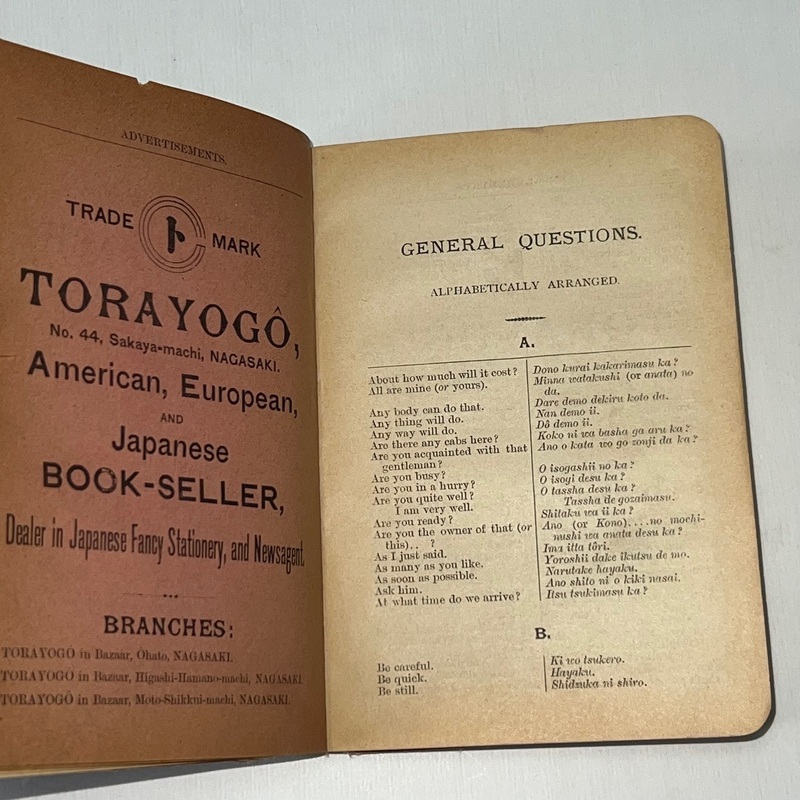 ADVERTISEMENTS.
TRADE ト MARK
TORAYOGÔ,
No. 44, Sakaya-machi, NAGASAKI.
American, European,
AND
Japanese
BOOK-SELLER,
Dealer in Japanese Fancy Stationery, and Newsagent
BRANCHES:
TORAYOGÔ in Bazaar, Ôhato, NAGASAKI.
TORAYOGÔ in Bazaar, Higashi-Hamano-machi, NAGASAKI.
TORAYOGÔ in Bazaar, Moto-Shikkui-machi, NAGASAKI.
GENERAL QUESTIONS.
ALPHABETICALLY ARRANGED.
A.
About how much will it cost? Dono kurai kakarimasu ka?
All are mine (or yours). Minna watakushi (or anata) no
da.
Any body can do that. Dare demo dekiru koto da.
Any thing will do. Nan demo ii.
Any way will do. Dô demo ii.
Are there any cabs here? Koko ni wa basha ga aru ka?
Are you acquainted with that Ano o kata wo go zonji da ka?
gentleman?
Are you busy? O isogashii no ka?
Are you in a hurry? O isogi desu ka?
Are you quite well? O tassha desu ka?
I am very well. Tassha de gozaimasu.
Are you ready? Shitaku wa ii ka?
Are you the owner of that (or Ano (or Kono)....no mochi-
this).. ? nushi wa anata desu ka?
As I just said. Ima itta tôri.
As many as you like. Yoroshii dake ikutsu de mo.
As soon as possible. Narutake hayaku.
Ask him. Ano shito ni o kiki nasai.
At what time do we arrive? Itsu tsukimasu ka?
B.
Be careful. Ki wo tsukero.
Be quick. Hayaku.
Be still. Shidzuka ni shiro.